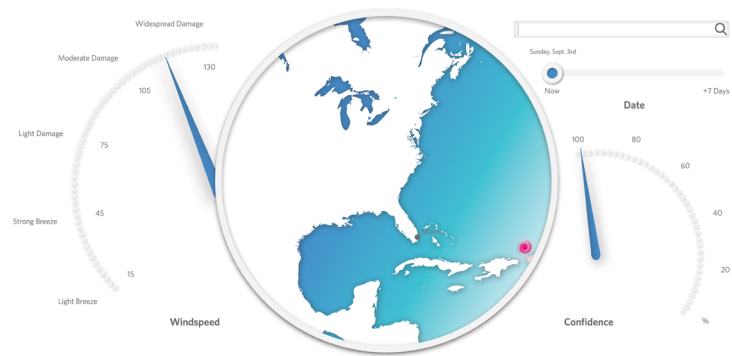 Widespread Damage
Moderate Damage
130
105
Light Damage
75
Strong Breeze
45
15
Light Breeze
Windspeed
Sunday, Sept. 3rd
Now
+7 Days
Date
100
80
60
40
20
%
Confidence